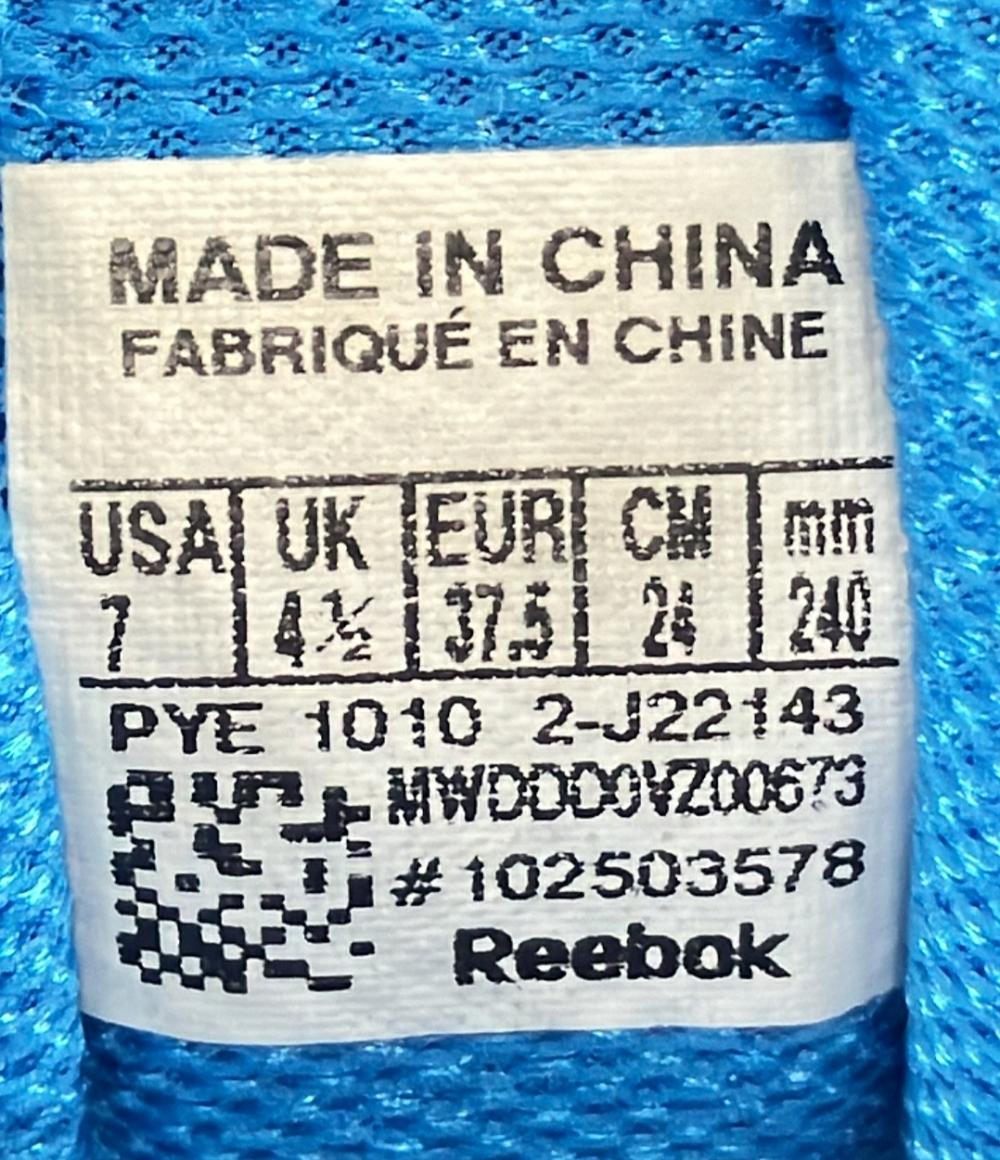 MADE IN CHINA
FABRIQUÉ EN CHINE
USA UK EUR CM mm
7 4½ 37.5 24 240
PYE 1010 2-J22143
MWDDD0VZ00673
#102503578
Reebok